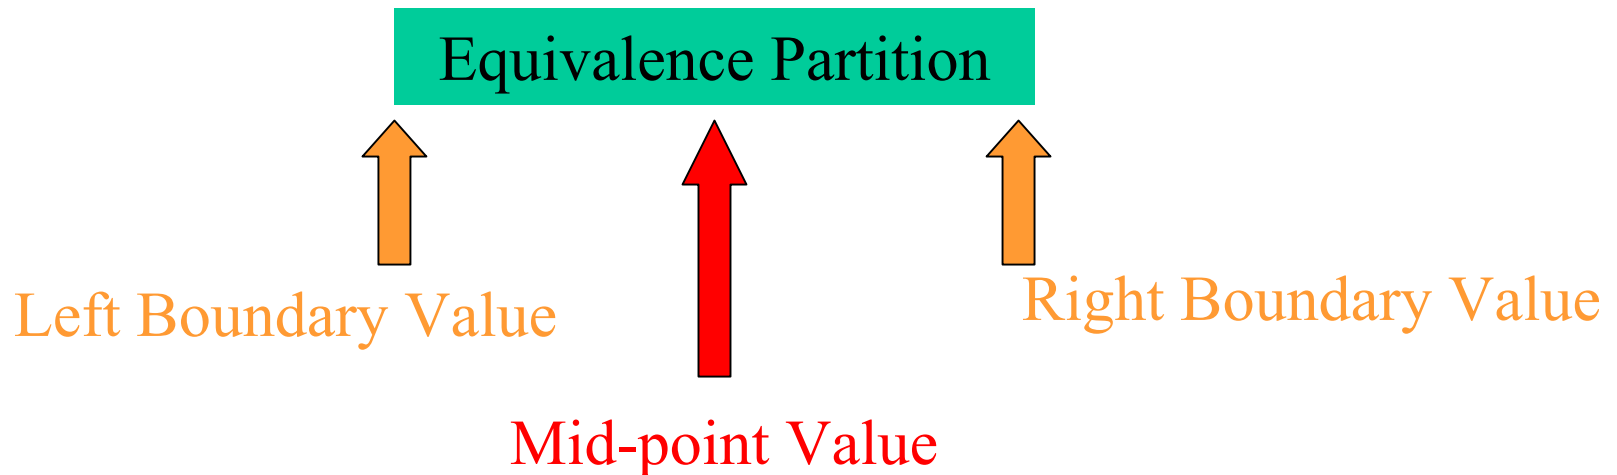 Equivalence Partition
Left Boundary Value
Right Boundary Value
Mid-point Value